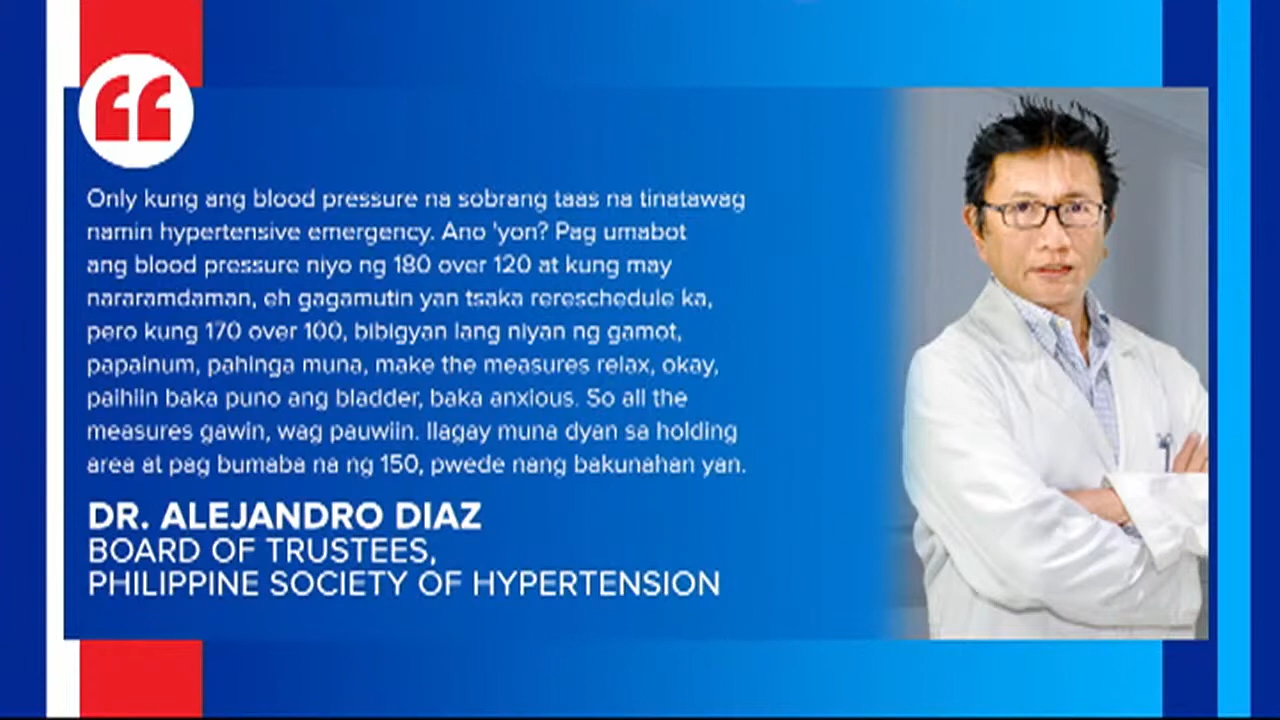 Only kung ang blood pressure na sobrang taas na tinatawag
namin hypertensive emergency. Ano 'yon? Pag umabot
ang blood pressure niyo ng 180 over 120 at kung may
nararamdaman, eh gagamutin yan tsaka rereschedule ka,
pero kung 170 over 100, bibigyan lang niyan ng gamot,
papainum, pahinga muna, make the measures relax, okay,
paihiin baka puno ang bladder, baka anxious. So all the
measures gawin, wag pauwiin. Ilagay muna dyan sa holding
area at pag bumaba na ng 150, pwede nang bakunahan yan.
DR. ALEJANDRO DIAZ
BOARD OF TRUSTEES,
PHILIPPINE SOCIETY OF HYPERTENSION